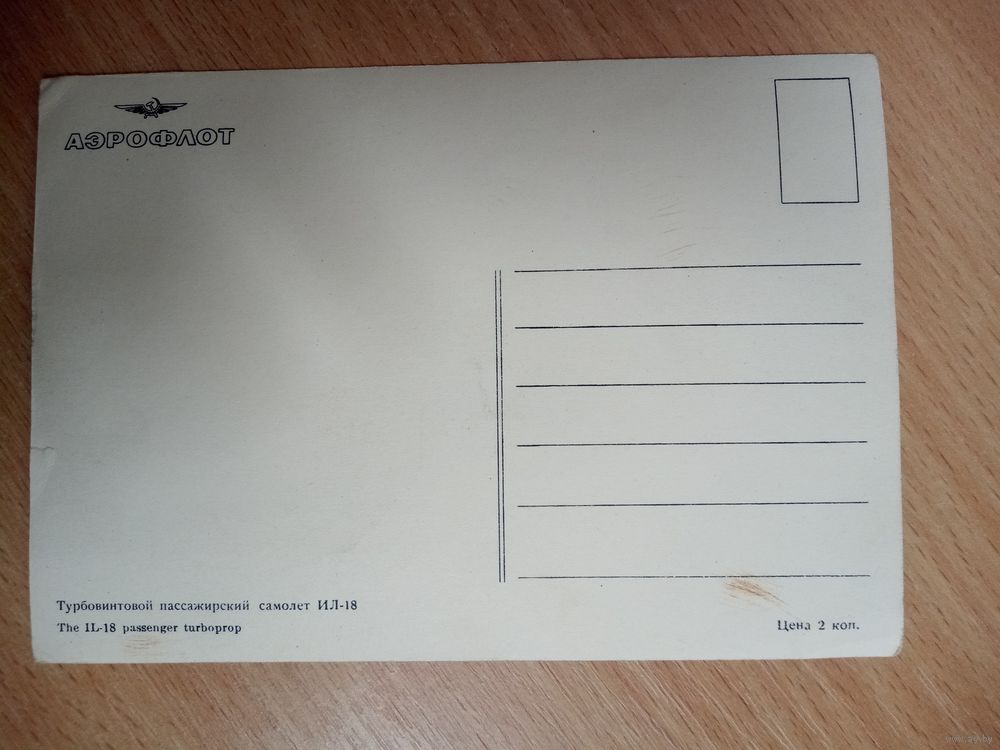 АЭРОФЛОТ
Турбовинтовой пассажирский самолет ИЛ-18
The IL-18 passenger turboprop
Цена 2 коп.